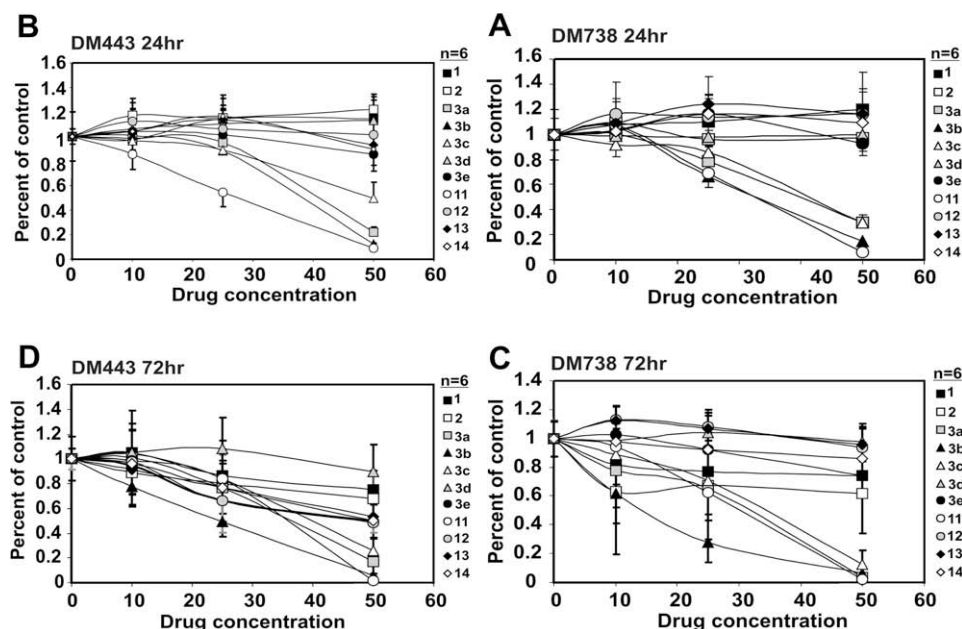 B
DM443 24hr
Percent of control
1.6
1.4
1.2
1
0.8
0.6
0.4
0.2
0
0
10
20
30
40
50
60
Drug concentration
n=6
1
2
3a
3b
3c
3d
3e
11
12
13
14
A
DM738 24hr
Percent of control
1.6
1.4
1.2
1
0.8
0.6
0.4
0.2
0
0
10
20
30
40
50
60
Drug concentration
n=6
1
2
3a
3b
3c
3d
3e
11
12
13
14
D
DM443 72hr
Percent of control
1.6
1.4
1.2
1
0.8
0.6
0.4
0.2
0
0
10
20
30
40
50
60
Drug concentration
n=6
1
2
3a
3b
3c
3d
3e
11
12
13
14
C
DM738 72hr
Percent of control
1.6
1.4
1.2
1
0.8
0.6
0.4
0.2
0
0
10
20
30
40
50
60
Drug concentration
n=6
1
2
3a
3b
3c
3d
3e
11
12
13
14